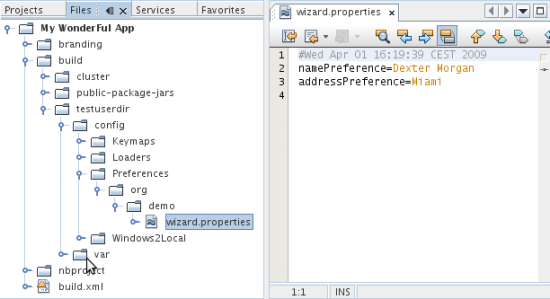 Projects Files Services Favorites
My Wonderful App
branding
build
cluster
public-package-jars
testuserdir
config
Keymaps
Loaders
Preferences
org
demo
wizard.properties
Windows2Local
var
nbproject
build.xml
wizard.properties
1 #Wed Apr 01 16:19:39 CEST 2009
2 namePreference=Dexter Morgan
3 addressPreference=Miami
4
1:1 INS